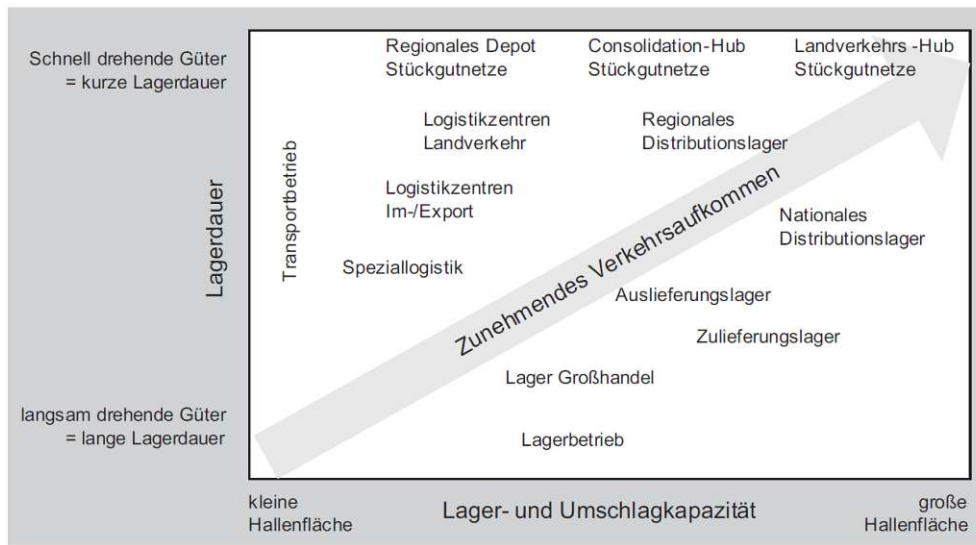 Schnell drehende Güter
= kurze Lagerdauer
Regionales Depot
Stückgutnetze
Consolidation-Hub
Stückgutnetze
Landverkehrs -Hub
Stückgutnetze
Logistikzentren
Landverkehr
Regionales
Distributionslager
Transportbetrieb
Lagerdauer
Logistikzentren
Im-/Export
Zunehmendes Verkehrsaufkommen
Nationales
Distributionslager
Speziallogistik
Auslieferungslager
Zulieferungslager
Lager Großhandel
langsam drehende Güter
= lange Lagerdauer
Lagerbetrieb
kleine
Hallenfläche
Lager- und Umschlagkapazität
große
Hallenfläche